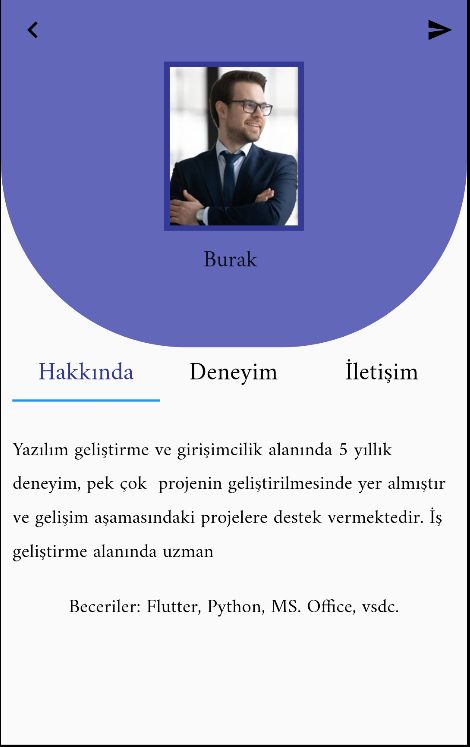 Burak
Hakkında Deneyim İletişim
Yazılım geliştirme ve girişimcilik alanında 5 yıllık
deneyim, pek çok projenin geliştirilmesinde yer almıştır
ve gelişim aşamasındaki projelere destek vermektedir. İş
geliştirme alanında uzman
Beceriler: Flutter, Python, MS. Office, vsdc.